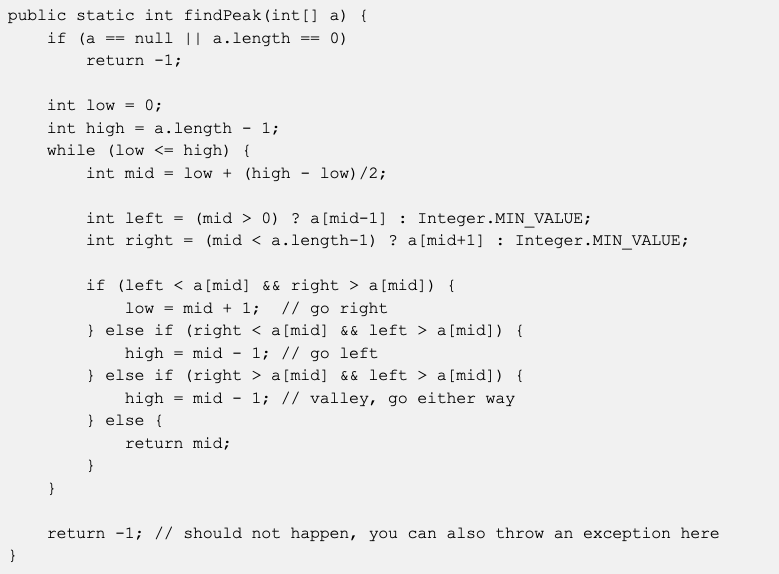 public static int findPeak(int[] a) {
    if (a == null || a.length == 0)
        return -1;

    int low = 0;
    int high = a.length - 1;
    while (low <= high) {
        int mid = low + (high - low)/2;

        int left = (mid > 0) ? a[mid-1] : Integer.MIN_VALUE;
        int right = (mid < a.length-1) ? a[mid+1] : Integer.MIN_VALUE;

        if (left < a[mid] && right > a[mid]) {
            low = mid + 1;  // go right
        } else if (right < a[mid] && left > a[mid]) {
            high = mid - 1; // go left
        } else if (right > a[mid] && left > a[mid]) {
            high = mid - 1; // valley, go either way
        } else {
            return mid;
        }
    }

    return -1; // should not happen, you can also throw an exception here
}